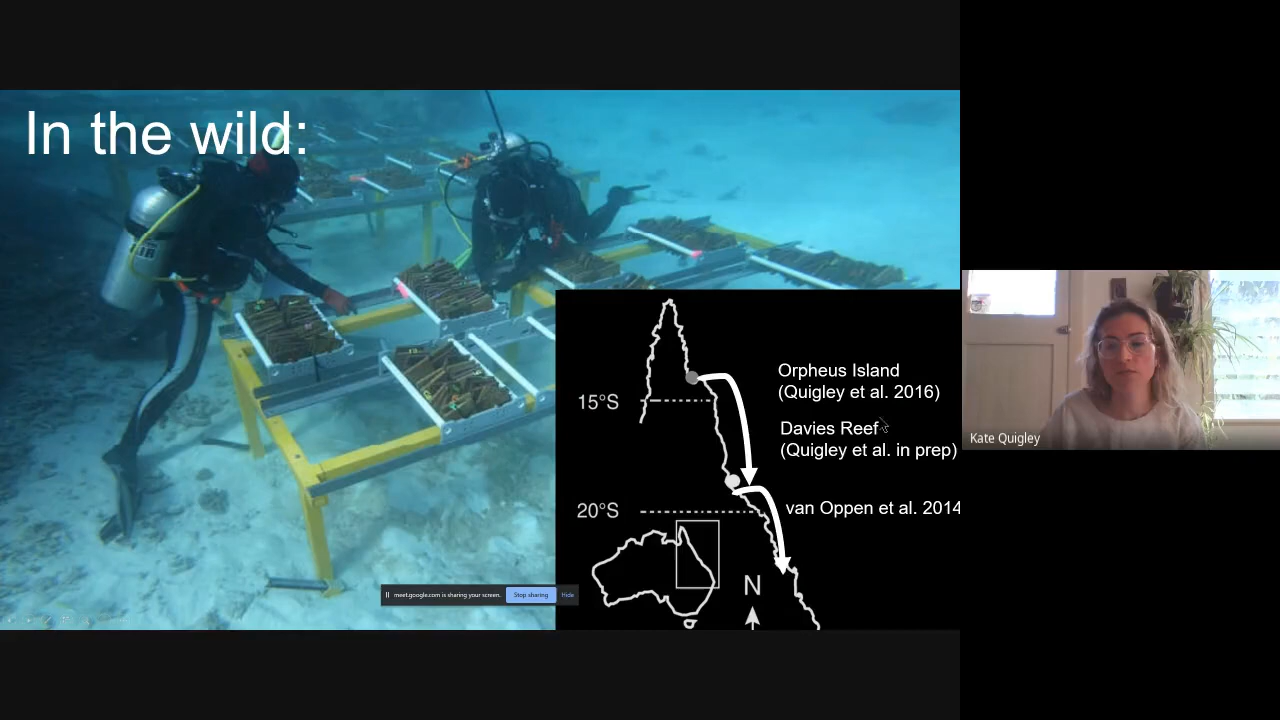 In the wild:
Orpheus Island
(Quigley et al. 2016)
15°S
Davies Reef
(Quigley et al. in prep)
van Oppen et al. 2014
20°S
N
meet.google.com is sharing your screen.
Stop sharing
Hide
Kate Quigley